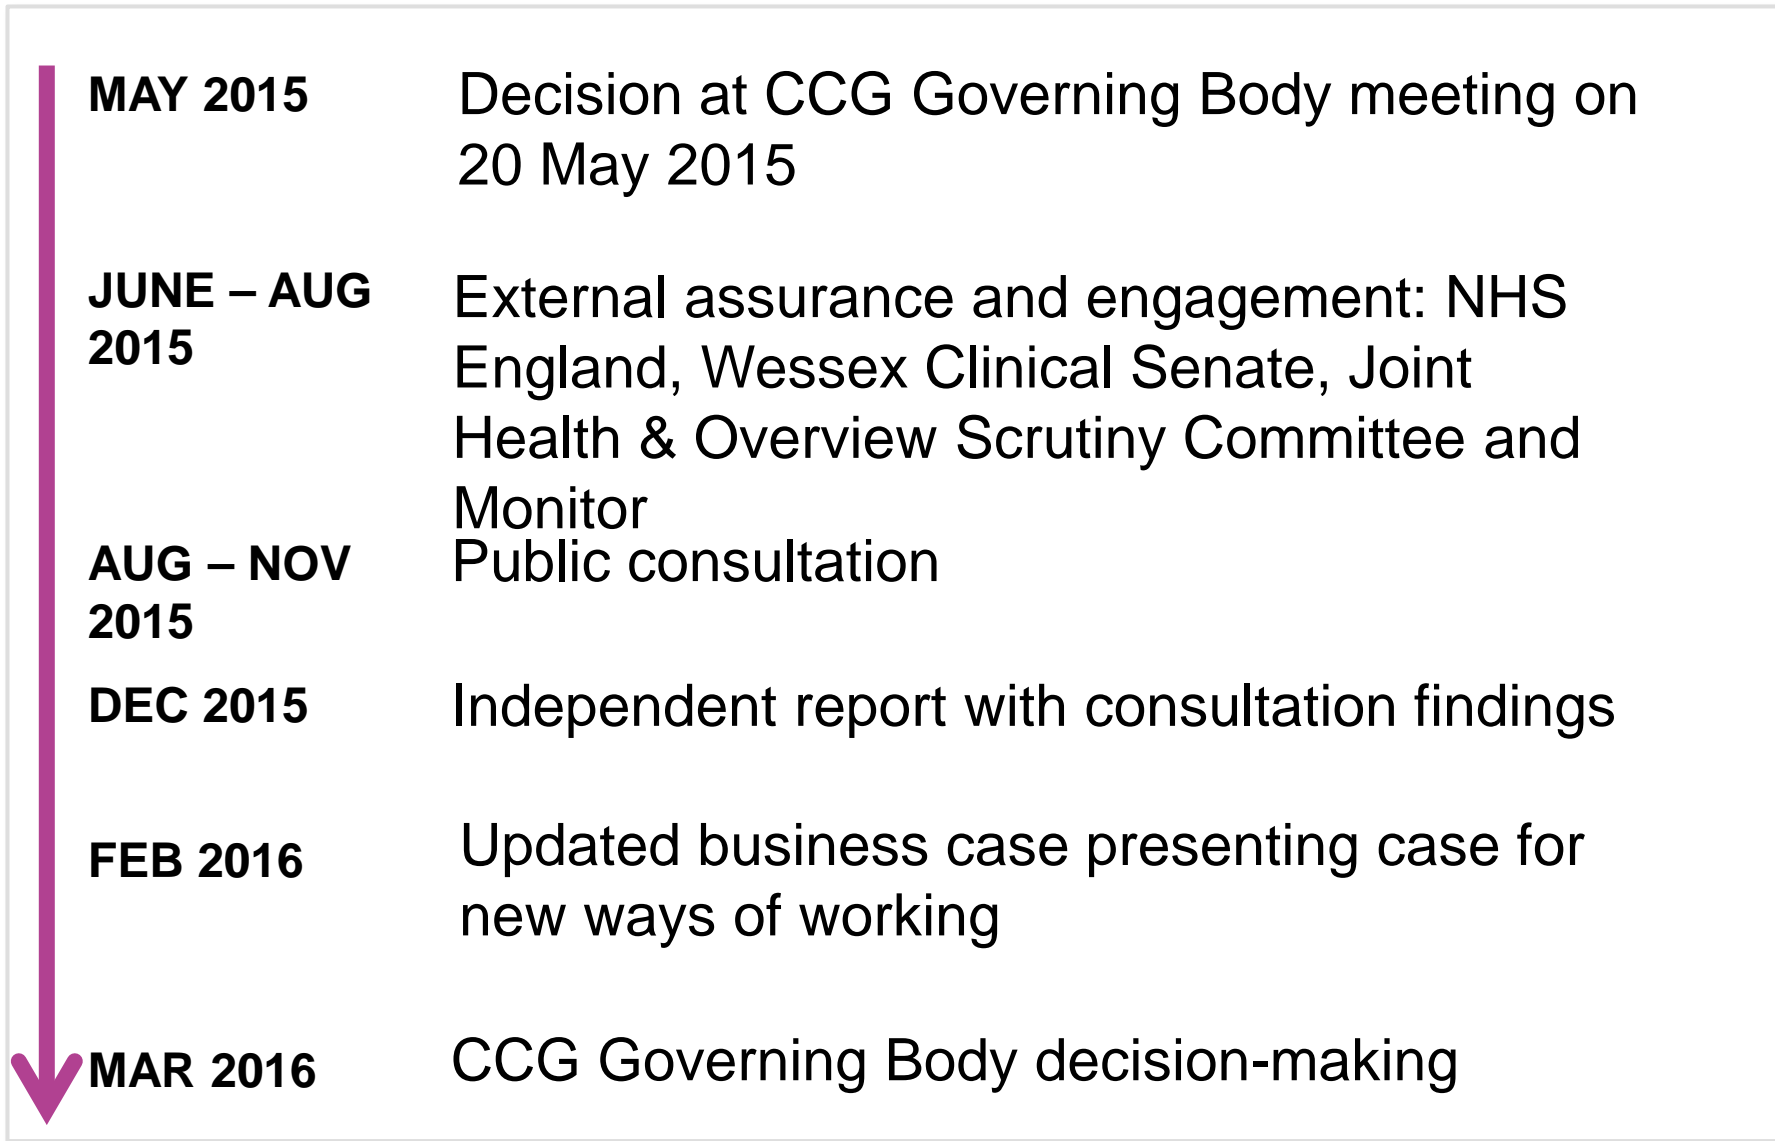 MAY 2015
Decision at CCG Governing Body meeting on
20 May 2015
JUNE – AUG
2015
External assurance and engagement: NHS
England, Wessex Clinical Senate, Joint
Health & Overview Scrutiny Committee and
Monitor
AUG – NOV
2015
Public consultation
DEC 2015
Independent report with consultation findings
FEB 2016
Updated business case presenting case for
new ways of working
MAR 2016
CCG Governing Body decision-making